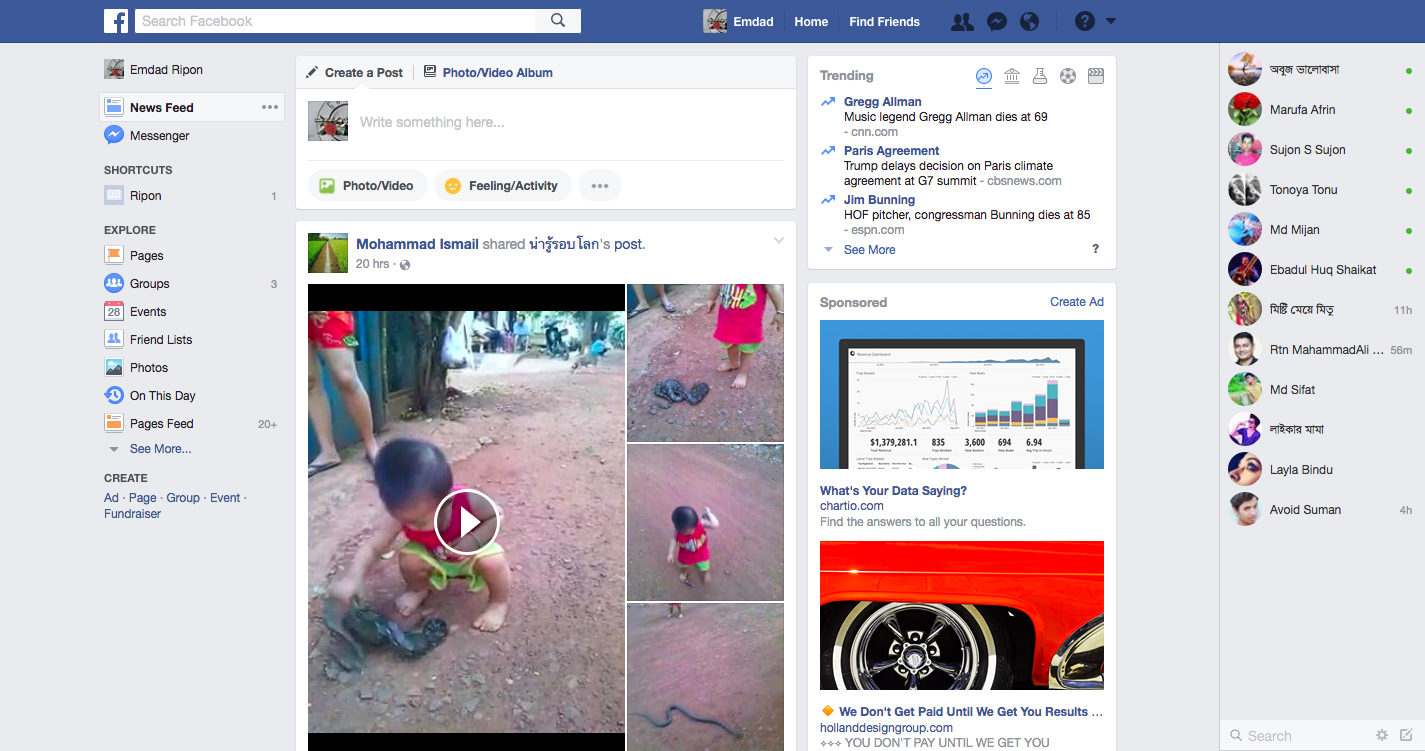 Search Facebook
Emdad
Home
Find Friends
Emdad Ripon
News Feed
Messenger
SHORTCUTS
Ripon 1
EXPLORE
Pages
Groups 3
28 Events
Friend Lists
Photos
On This Day
Pages Feed 20+
See More...
CREATE
Ad · Page · Group · Event ·
Fundraiser
Create a Post
Photo/Video Album
Write something here...
Photo/Video
Feeling/Activity
Mohammad Ismail shared น่ารู้รอบโลก's post.
20 hrs ·
Trending
Gregg Allman
Music legend Gregg Allman dies at 69
- cnn.com
Paris Agreement
Trump delays decision on Paris climate
agreement at G7 summit - cbsnews.com
Jim Bunning
HOF pitcher, congressman Bunning dies at 85
- espn.com
See More ?
Sponsored Create Ad
Revenue Dashboard
$1,379,281.1 835 3,600 694 6.94
What's Your Data Saying?
chartio.com
Find the answers to all your questions.
We Don't Get Paid Until We Get You Results ...
hollanddesigngroup.com
YOU DON'T PAY UNTIL WE GET YOU
অবুজ ভালোবাসা
Marufa Afrin
Sujon S Sujon
Tonoya Tonu
Md Mijan
Ebadul Huq Shaikat
মিষ্টি মেয়ে মিতু 11h
Rtn MahammadAli ... 56m
Md Sifat
লাইকার মামা
Layla Bindu
Avoid Suman 4h
Search